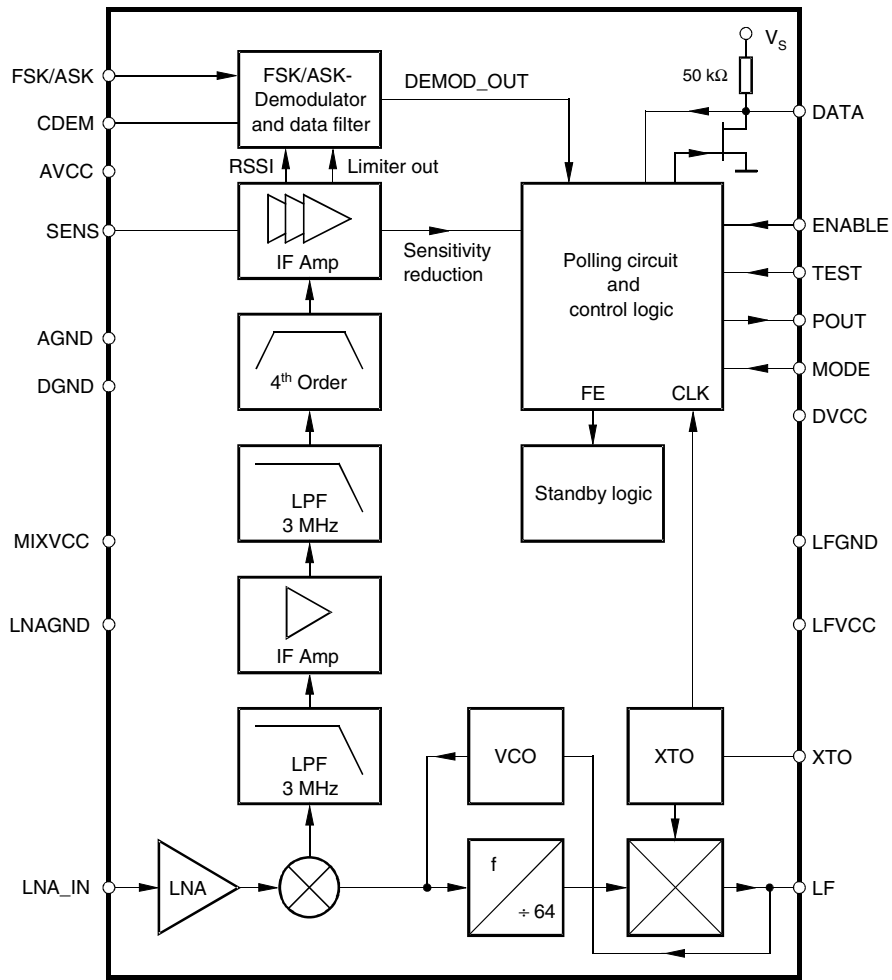 V_S
50 kΩ
FSK/ASK
FSK/ASK-
Demodulator
and data filter
DEMOD_OUT
DATA
CDEM
AVCC
RSSI
Limiter out
SENS
IF Amp
Sensitivity
reduction
Polling circuit
and
control logic
FE
CLK
ENABLE
TEST
POUT
MODE
DVCC
AGND
DGND
4th Order
LPF
3 MHz
Standby logic
MIXVCC
LFGND
LNAGND
LFVCC
IF Amp
LPF
3 MHz
VCO
XTO
XTO
LNA_IN
LNA
f
÷ 64
LF